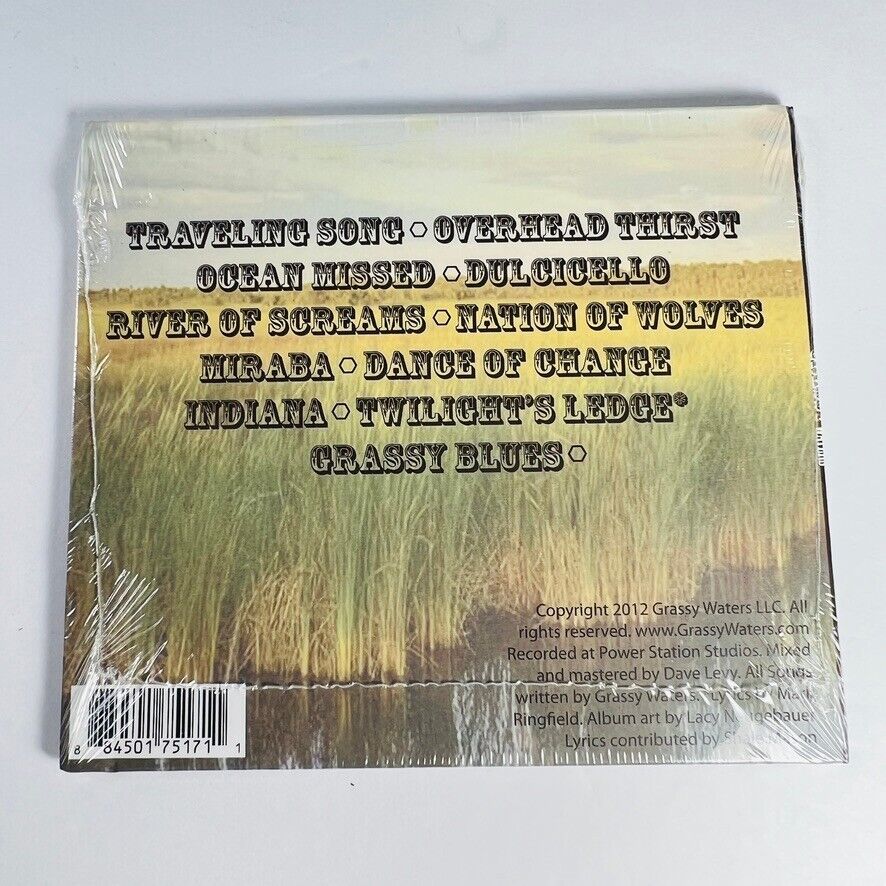 TRAVELING SONG ⬡ OVERHEAD THIRST
OCEAN MISSED ⬡ DULCICELLO
RIVER OF SCREAMS ⬡ NATION OF WOLVES
MIRABA ⬡ DANCE OF CHANGE
INDIANA ⬡ TWILIGHT'S LEDGE*
GRASSY BLUES ⬡
Copyright 2012 Grassy Waters LLC. All
rights reserved. www.GrassyWaters.com
Recorded at Power Station Studios. Mixed
and mastered by Dave Levy. All Songs
written by Grassy Waters. *Lyrics by Mark
Ringfield. Album art by Lacy
Lyrics contributed by
8 84501 75171 1